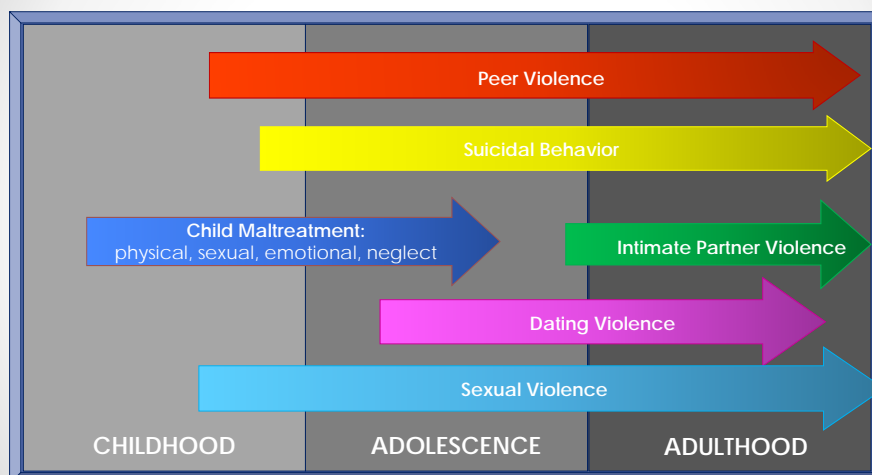 Peer Violence
Suicidal Behavior
Child Maltreatment:
physical, sexual, emotional, neglect
Intimate Partner Violence
Dating Violence
Sexual Violence
CHILDHOOD
ADOLESCENCE
ADULTHOOD